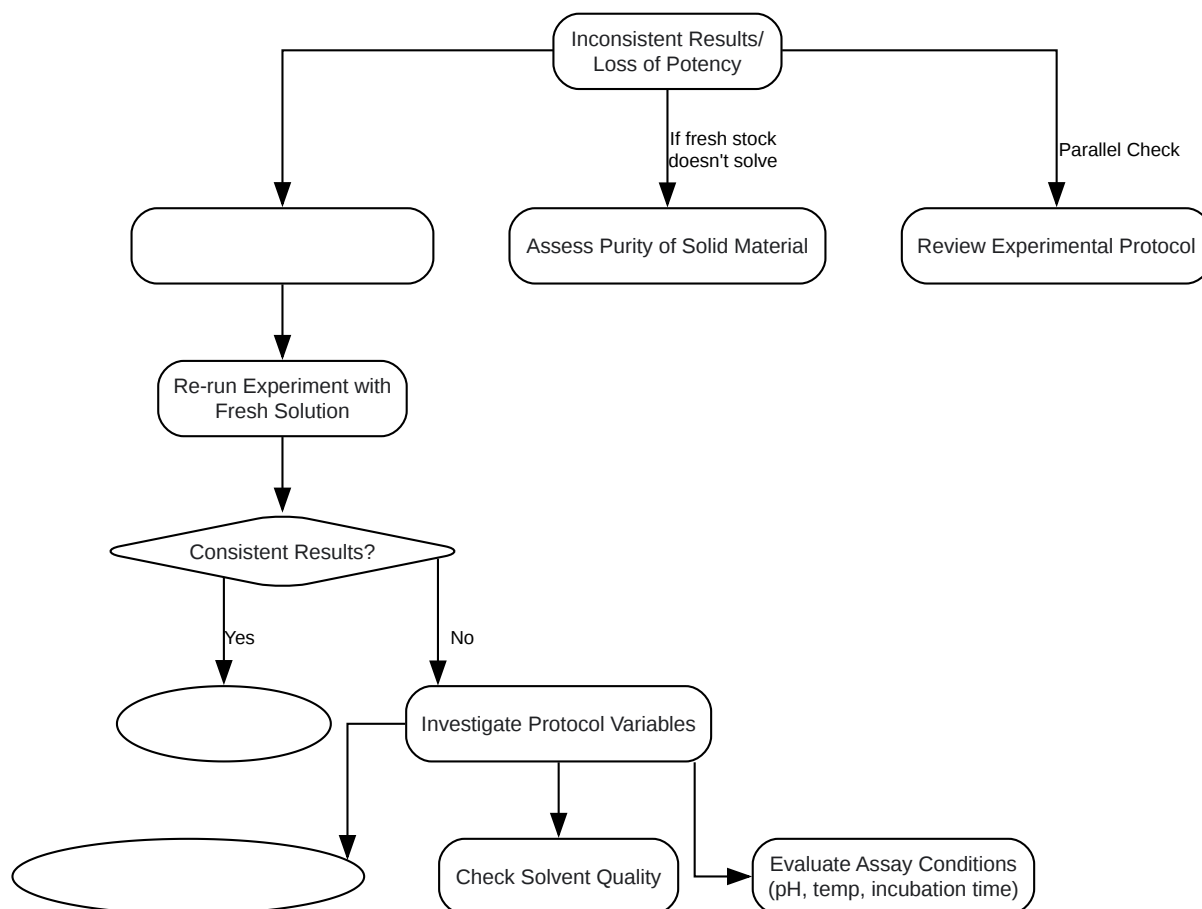 Inconsistent Results/
Loss of Potency
If fresh stock
doesn't solve
Parallel Check
Assess Purity of Solid Material
Review Experimental Protocol
Re-run Experiment with
Fresh Solution
Consistent Results?
Yes
No
Investigate Protocol Variables
Check Solvent Quality
Evaluate Assay Conditions
(pH, temp, incubation time)